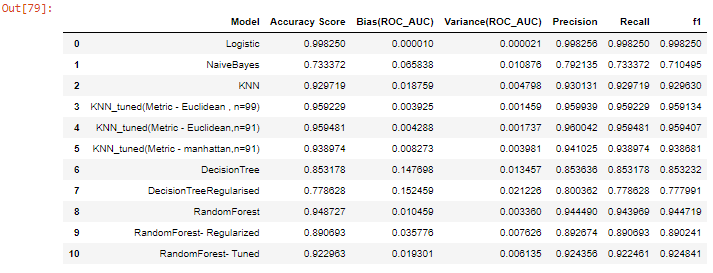 Out[79]:
Model Accuracy Score Bias(ROC_AUC) Variance(ROC_AUC) Precision Recall f1
0 Logistic 0.998250 0.000010 0.000021 0.998256 0.998250 0.998250
1 NaiveBayes 0.733372 0.065838 0.010876 0.792135 0.733372 0.710495
2 KNN 0.929719 0.018759 0.004798 0.930131 0.929719 0.929630
3 KNN_tuned(Metric - Euclidean , n=99) 0.959229 0.003925 0.001459 0.959939 0.959229 0.959134
4 KNN_tuned(Metric - Euclidean,n=91) 0.959481 0.004288 0.001737 0.960042 0.959481 0.959407
5 KNN_tuned(Metric - manhattan,n=91) 0.938974 0.008273 0.003981 0.941025 0.938974 0.938681
6 DecisionTree 0.853178 0.147698 0.013457 0.853636 0.853178 0.853232
7 DecisionTreeRegularised 0.778628 0.152459 0.021226 0.800362 0.778628 0.777991
8 RandomForest 0.948727 0.010459 0.003360 0.944490 0.943969 0.944719
9 RandomForest- Regularized 0.890693 0.035776 0.007626 0.892674 0.890693 0.890241
10 RandomForest- Tuned 0.922963 0.019301 0.006135 0.924356 0.922461 0.924841